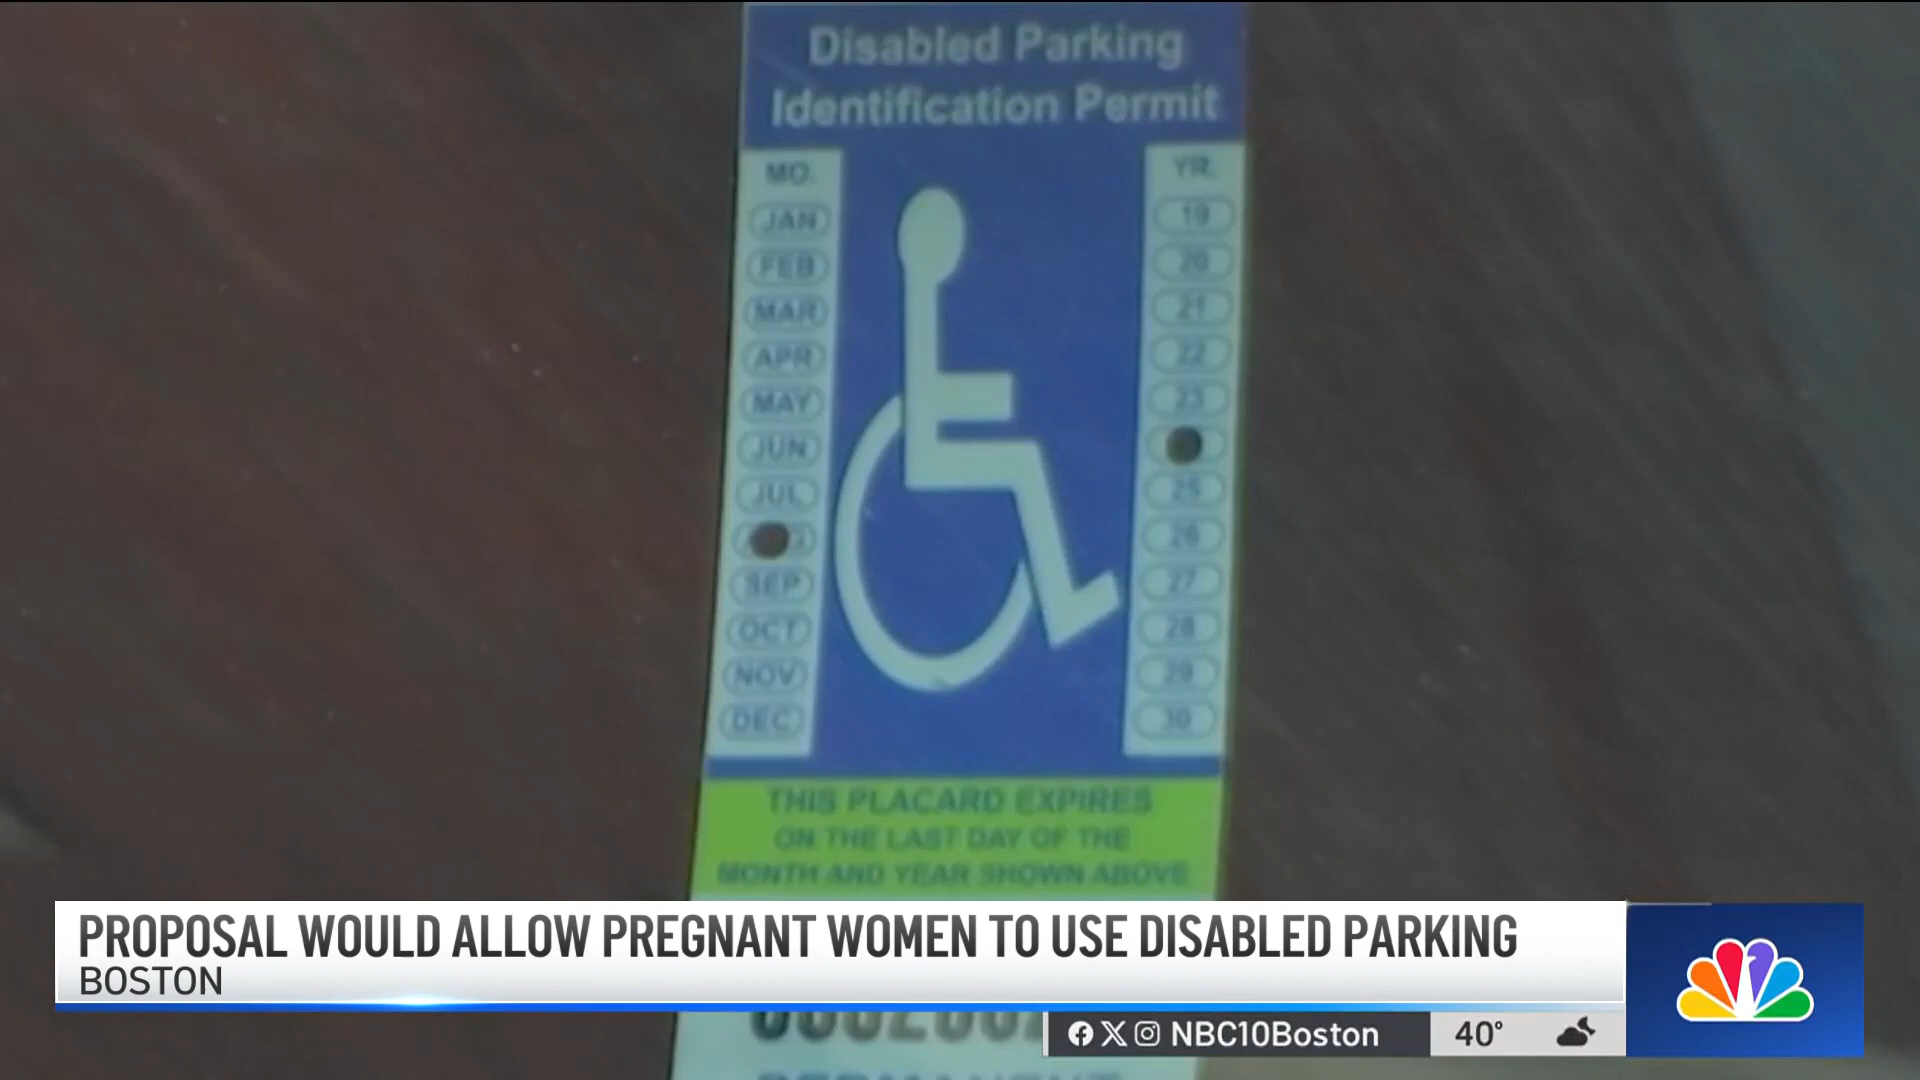 Disabled Parking
Identification Permit
MO.
YR.
JAN
19
FEB
20
MAR
21
APR
22
MAY
23
JUN
JUL
25
26
SEP
27
OCT
28
NOV
29
DEC
30
THIS PLACARD EXPIRES
ON THE LAST DAY OF THE
MONTH AND YEAR SHOWN ABOVE
PROPOSAL WOULD ALLOW PREGNANT WOMEN TO USE DISABLED PARKING
BOSTON
NBC10Boston
40°